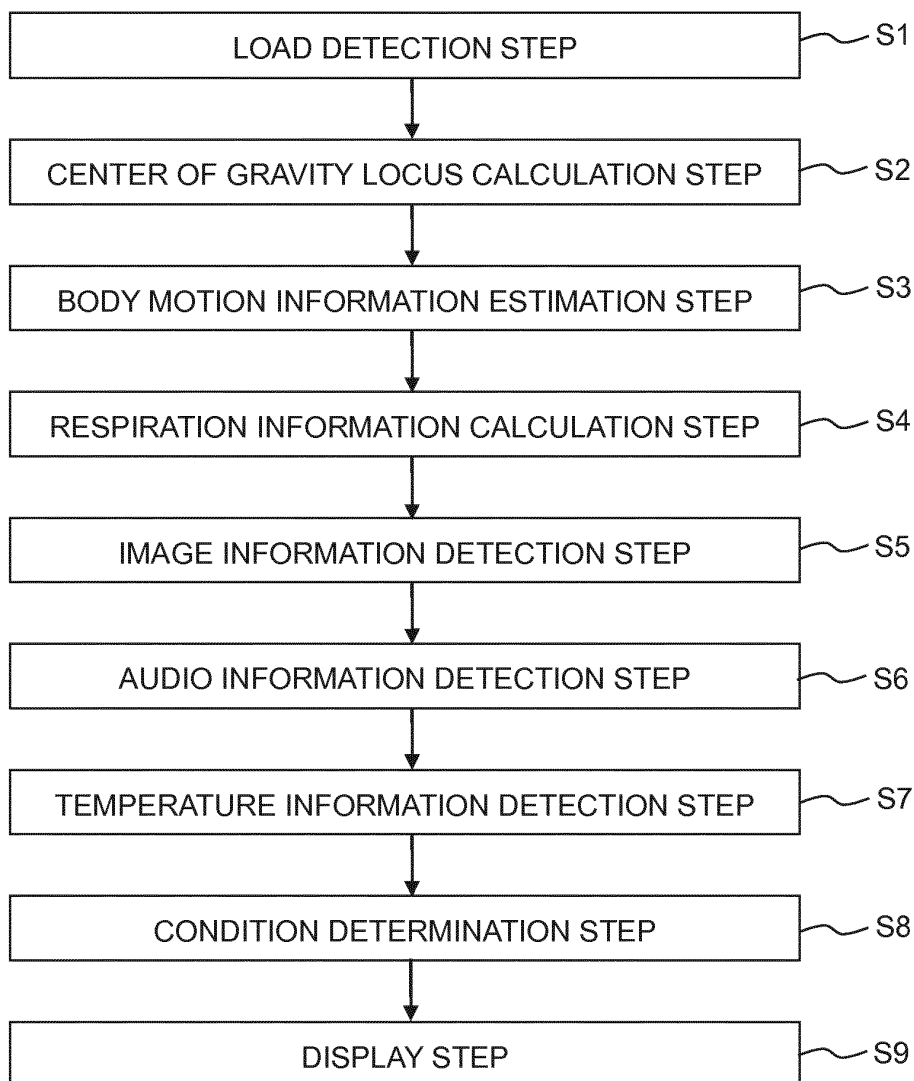 LOAD DETECTION STEP S1
CENTER OF GRAVITY LOCUS CALCULATION STEP S2
BODY MOTION INFORMATION ESTIMATION STEP S3
RESPIRATION INFORMATION CALCULATION STEP S4
IMAGE INFORMATION DETECTION STEP S5
AUDIO INFORMATION DETECTION STEP S6
TEMPERATURE INFORMATION DETECTION STEP S7
CONDITION DETERMINATION STEP S8
DISPLAY STEP S9